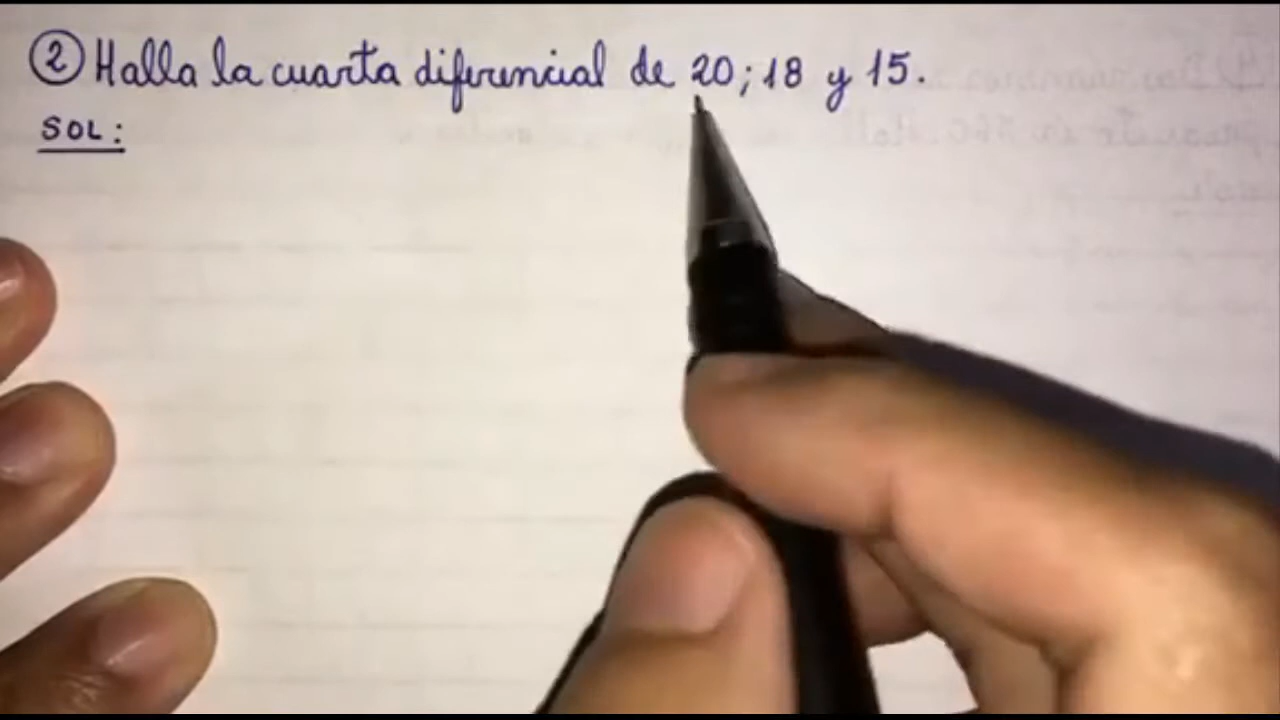 ② Halla la cuarta diferencial de 20; 18 y 15.
SOL: